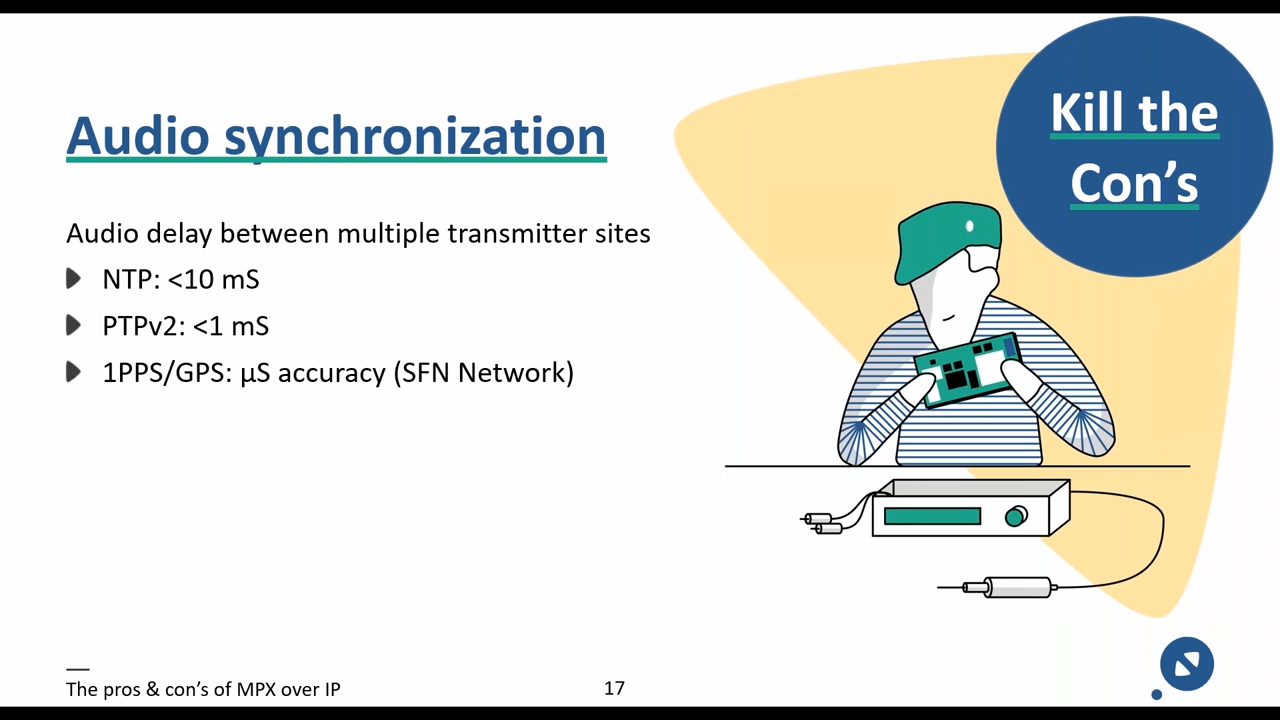 Kill the
Con’s
Audio synchronization
Audio delay between multiple transmitter sites
NTP: <10 mS
PTPv2: <1 mS
1PPS/GPS: µS accuracy (SFN Network)
The pros & con’s of MPX over IP
17